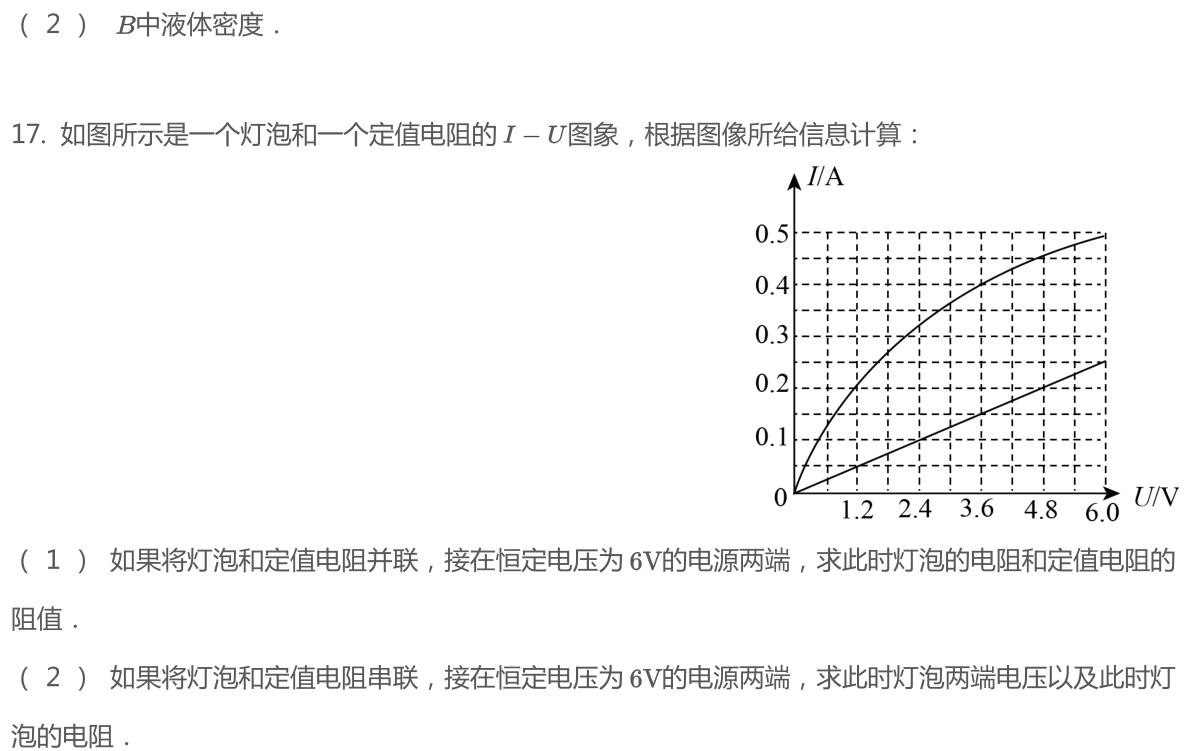 （ 2 ） B中液体密度．
17. 如图所示是一个灯泡和一个定值电阻的 I − U图象，根据图像所给信息计算：
I/A
0.5
0.4
0.3
0.2
0.1
0
1.2 2.4 3.6 4.8 6.0
U/V
（ 1 ） 如果将灯泡和定值电阻并联，接在恒定电压为 6V的电源两端，求此时灯泡的电阻和定值电阻的
阻值．
（ 2 ） 如果将灯泡和定值电阻串联，接在恒定电压为 6V的电源两端，求此时灯泡两端电压以及此时灯
泡的电阻．